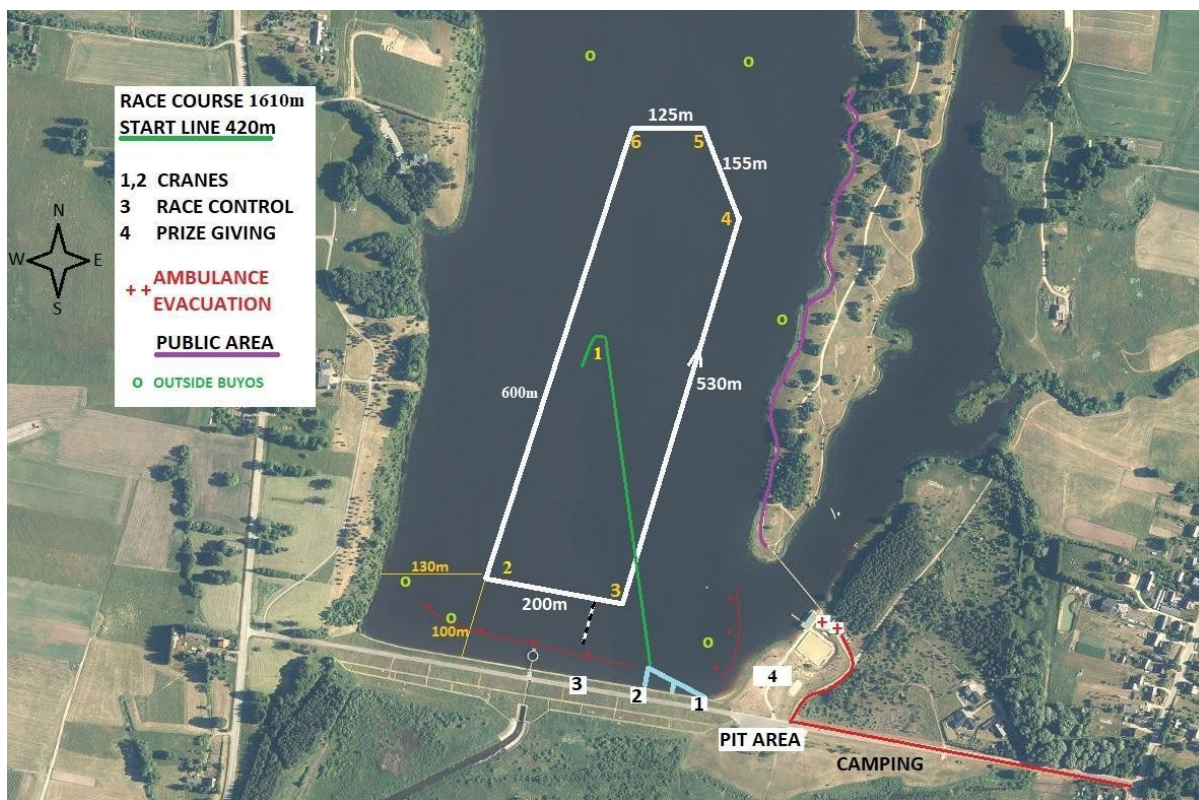 RACE COURSE 1610m
START LINE 420m
1,2 CRANES
3 RACE CONTROL
4 PRIZE GIVING
++ AMBULANCE
EVACUATION
PUBLIC AREA
o OUTSIDE BUYOS
N
W E
S
o
o
125m
6 5
155m
4
o
1
600m
530m
130m
2
o
3
200m
o
100m
o
++
4
3
2
1
PIT AREA
CAMPING